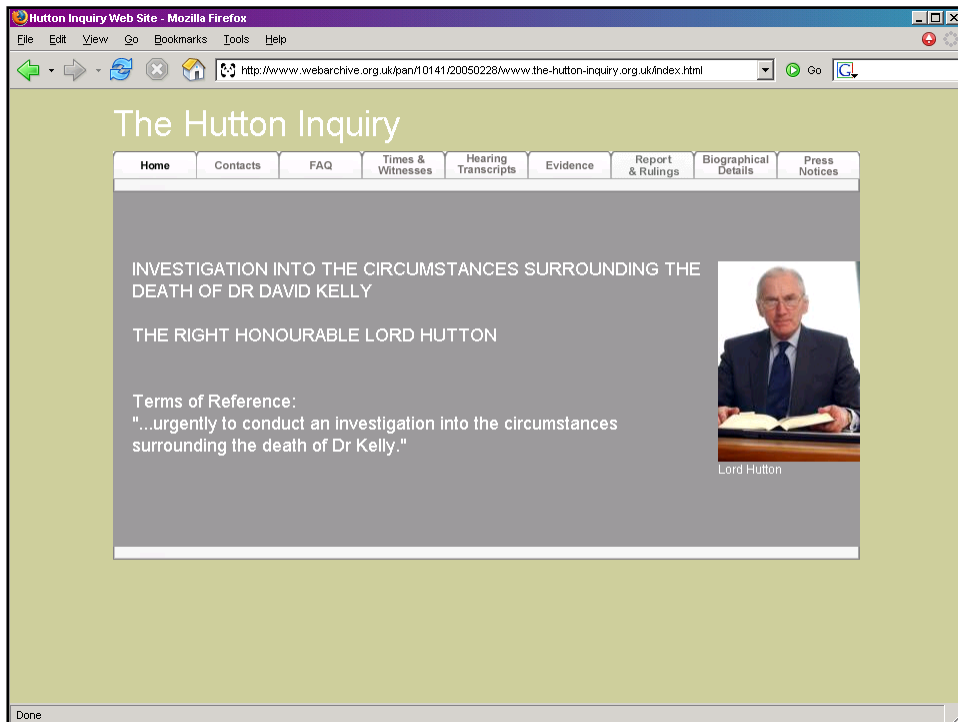 Hutton Inquiry Web Site - Mozilla Firefox
File Edit View Go Bookmarks Tools Help
http://www.webarchive.org.uk/pan/10141/20050228/www.the-hutton-inquiry.org.uk/index.html Go G
The Hutton Inquiry
Home
Contacts
FAQ
Times &
Witnesses
Hearing
Transcripts
Evidence
Report
& Rulings
Biographical
Details
Press
Notices
INVESTIGATION INTO THE CIRCUMSTANCES SURROUNDING THE
DEATH OF DR DAVID KELLY
THE RIGHT HONOURABLE LORD HUTTON
Terms of Reference:
"...urgently to conduct an investigation into the circumstances
surrounding the death of Dr Kelly."
Lord Hutton
Done